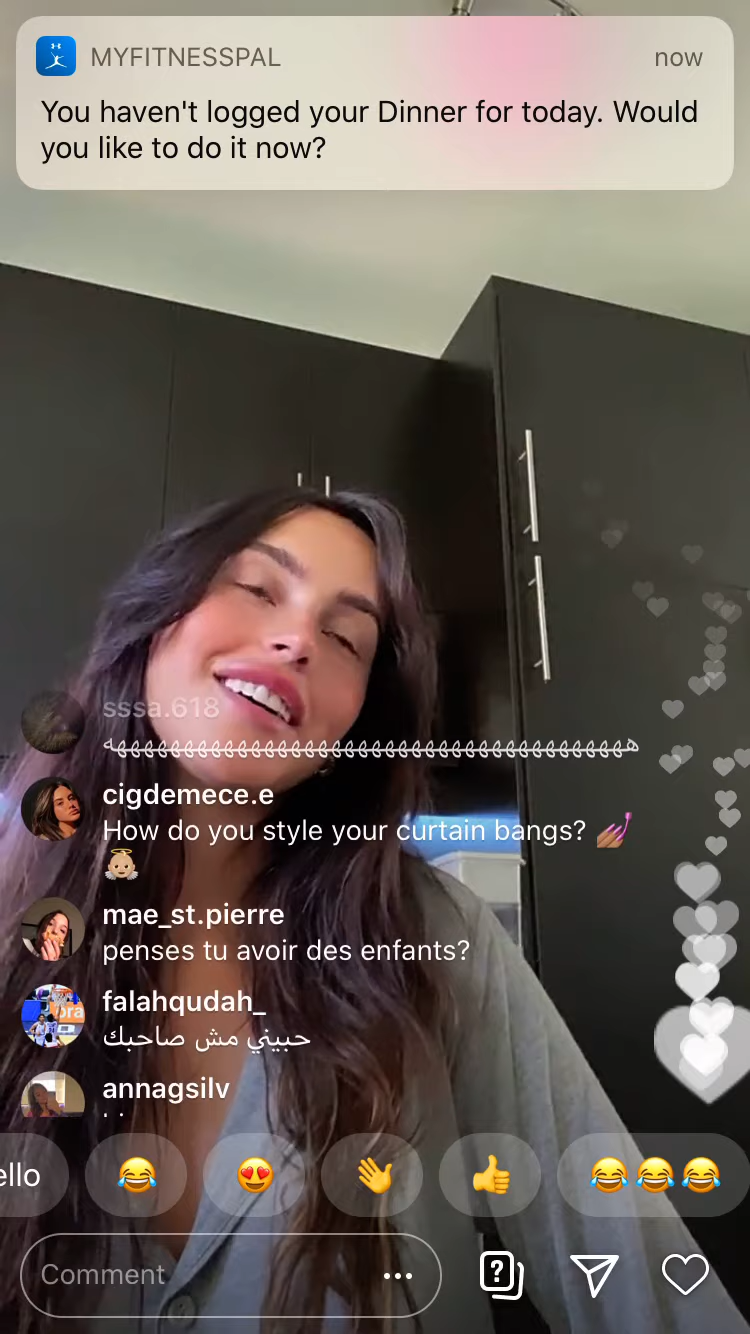 MYFITNESSPAL
now
You haven't logged your Dinner for today. Would
you like to do it now?
sssa.618
cigdemece.e
How do you style your curtain bangs? 💅🏽
👼🏼
mae_st.pierre
penses tu avoir des enfants?
falahqudah_
حبيني مش صاحبك
annagsilv
ello
😂 😍 👋 👍 😂😂😂
Comment